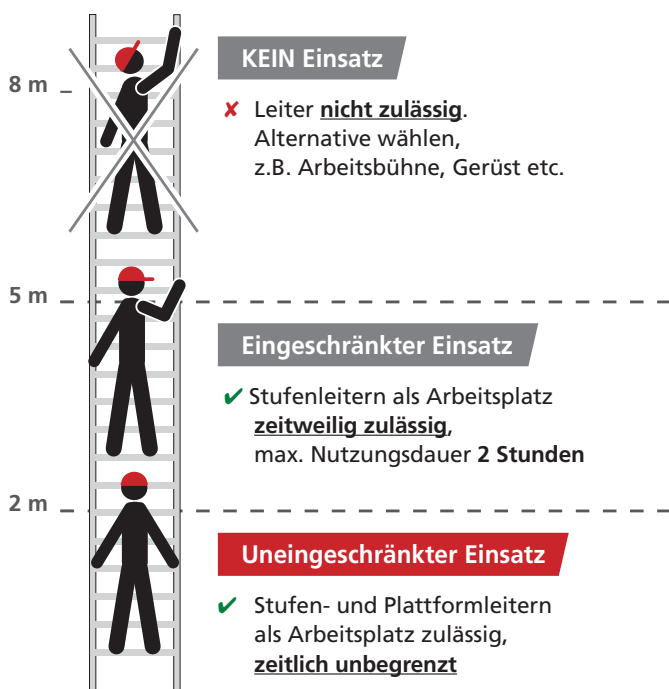 KEIN Einsatz
8 m
✘ Leiter nicht zulässig.
Alternative wählen,
z.B. Arbeitsbühne, Gerüst etc.
5 m
Eingeschränkter Einsatz
✔ Stufenleitern als Arbeitsplatz
zeitweilig zulässig,
max. Nutzungsdauer 2 Stunden
2 m
Uneingeschränkter Einsatz
✔ Stufen- und Plattformleitern
als Arbeitsplatz zulässig,
zeitlich unbegrenzt